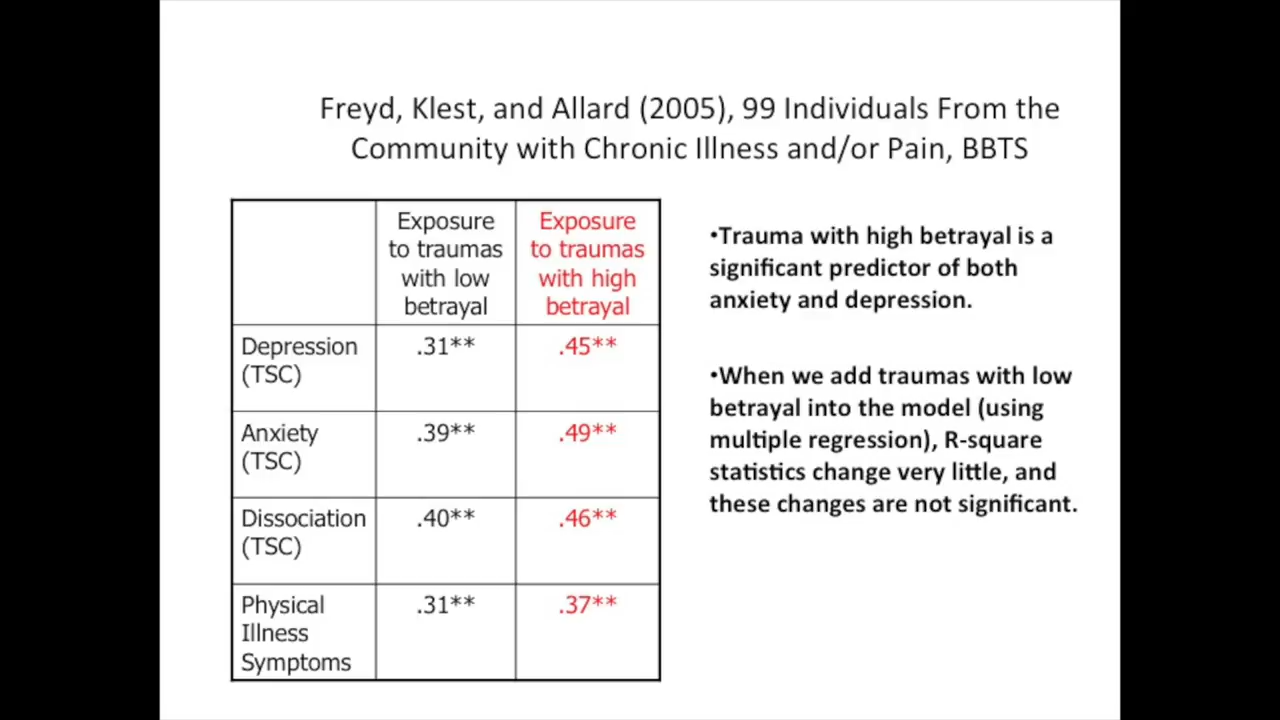 Freyd, Klest, and Allard (2005), 99 Individuals From the
Community with Chronic Illness and/or Pain, BBTS
Exposure
to traumas
with low
betrayal
Exposure
to traumas
with high
betrayal
Depression
(TSC)
.31**
.45**
Anxiety
(TSC)
.39**
.49**
Dissociation
(TSC)
.40**
.46**
Physical
Illness
Symptoms
.31**
.37**
•Trauma with high betrayal is a
significant predictor of both
anxiety and depression.
•When we add traumas with low
betrayal into the model (using
multiple regression), R-square
statistics change very little, and
these changes are not significant.